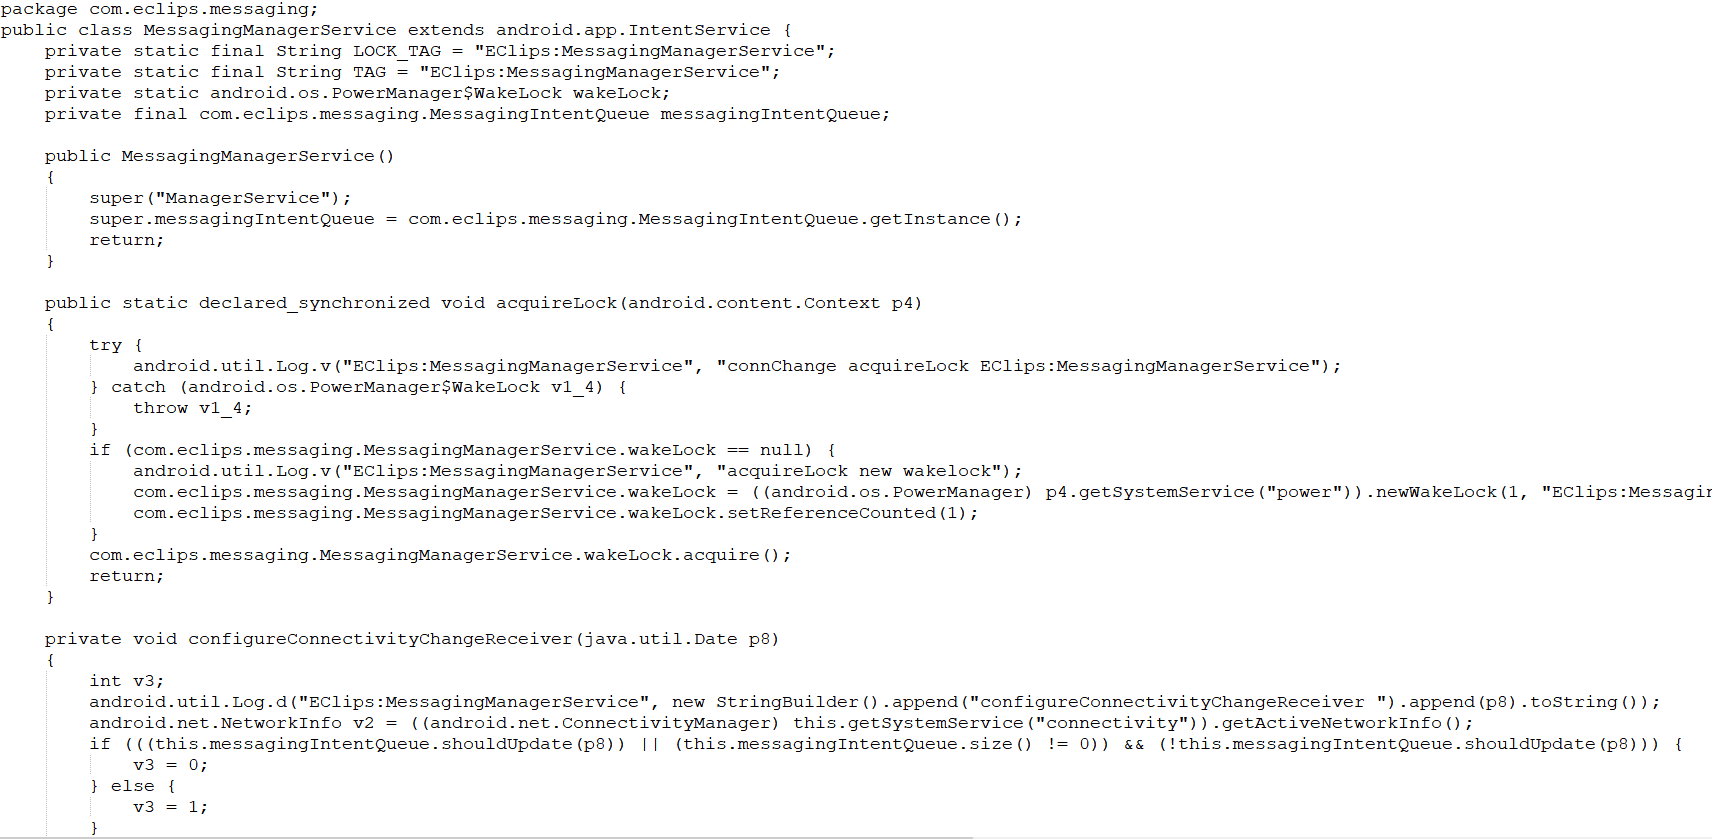 package com.eclips.messaging;
public class MessagingManagerService extends android.app.IntentService {
    private static final String LOCK_TAG = "EClips:MessagingManagerService";
    private static final String TAG = "EClips:MessagingManagerService";
    private static android.os.PowerManager$WakeLock wakeLock;
    private final com.eclips.messaging.MessagingIntentQueue messagingIntentQueue;

    public MessagingManagerService()
    {
        super("ManagerService");
        super.messagingIntentQueue = com.eclips.messaging.MessagingIntentQueue.getInstance();
        return;
    }

    public static declared_synchronized void acquireLock(android.content.Context p4)
    {
        try {
            android.util.Log.v("EClips:MessagingManagerService", "connChange acquireLock EClips:MessagingManagerService");
        } catch (android.os.PowerManager$WakeLock v1_4) {
            throw v1_4;
        }
        if (com.eclips.messaging.MessagingManagerService.wakeLock == null) {
            android.util.Log.v("EClips:MessagingManagerService", "acquireLock new wakelock");
            com.eclips.messaging.MessagingManagerService.wakeLock = ((android.os.PowerManager) p4.getSystemService("power")).newWakeLock(1, "EClips:Messagin
            com.eclips.messaging.MessagingManagerService.wakeLock.setReferenceCounted(1);
        }
        com.eclips.messaging.MessagingManagerService.wakeLock.acquire();
        return;
    }

    private void configureConnectivityChangeReceiver(java.util.Date p8)
    {
        int v3;
        android.util.Log.d("EClips:MessagingManagerService", new StringBuilder().append("configureConnectivityChangeReceiver ").append(p8).toString());
        android.net.NetworkInfo v2 = ((android.net.ConnectivityManager) this.getSystemService("connectivity")).getActiveNetworkInfo();
        if (((this.messagingIntentQueue.shouldUpdate(p8)) || (this.messagingIntentQueue.size() != 0)) && (!this.messagingIntentQueue.shouldUpdate(p8))) {
            v3 = 0;
        } else {
            v3 = 1;
        }